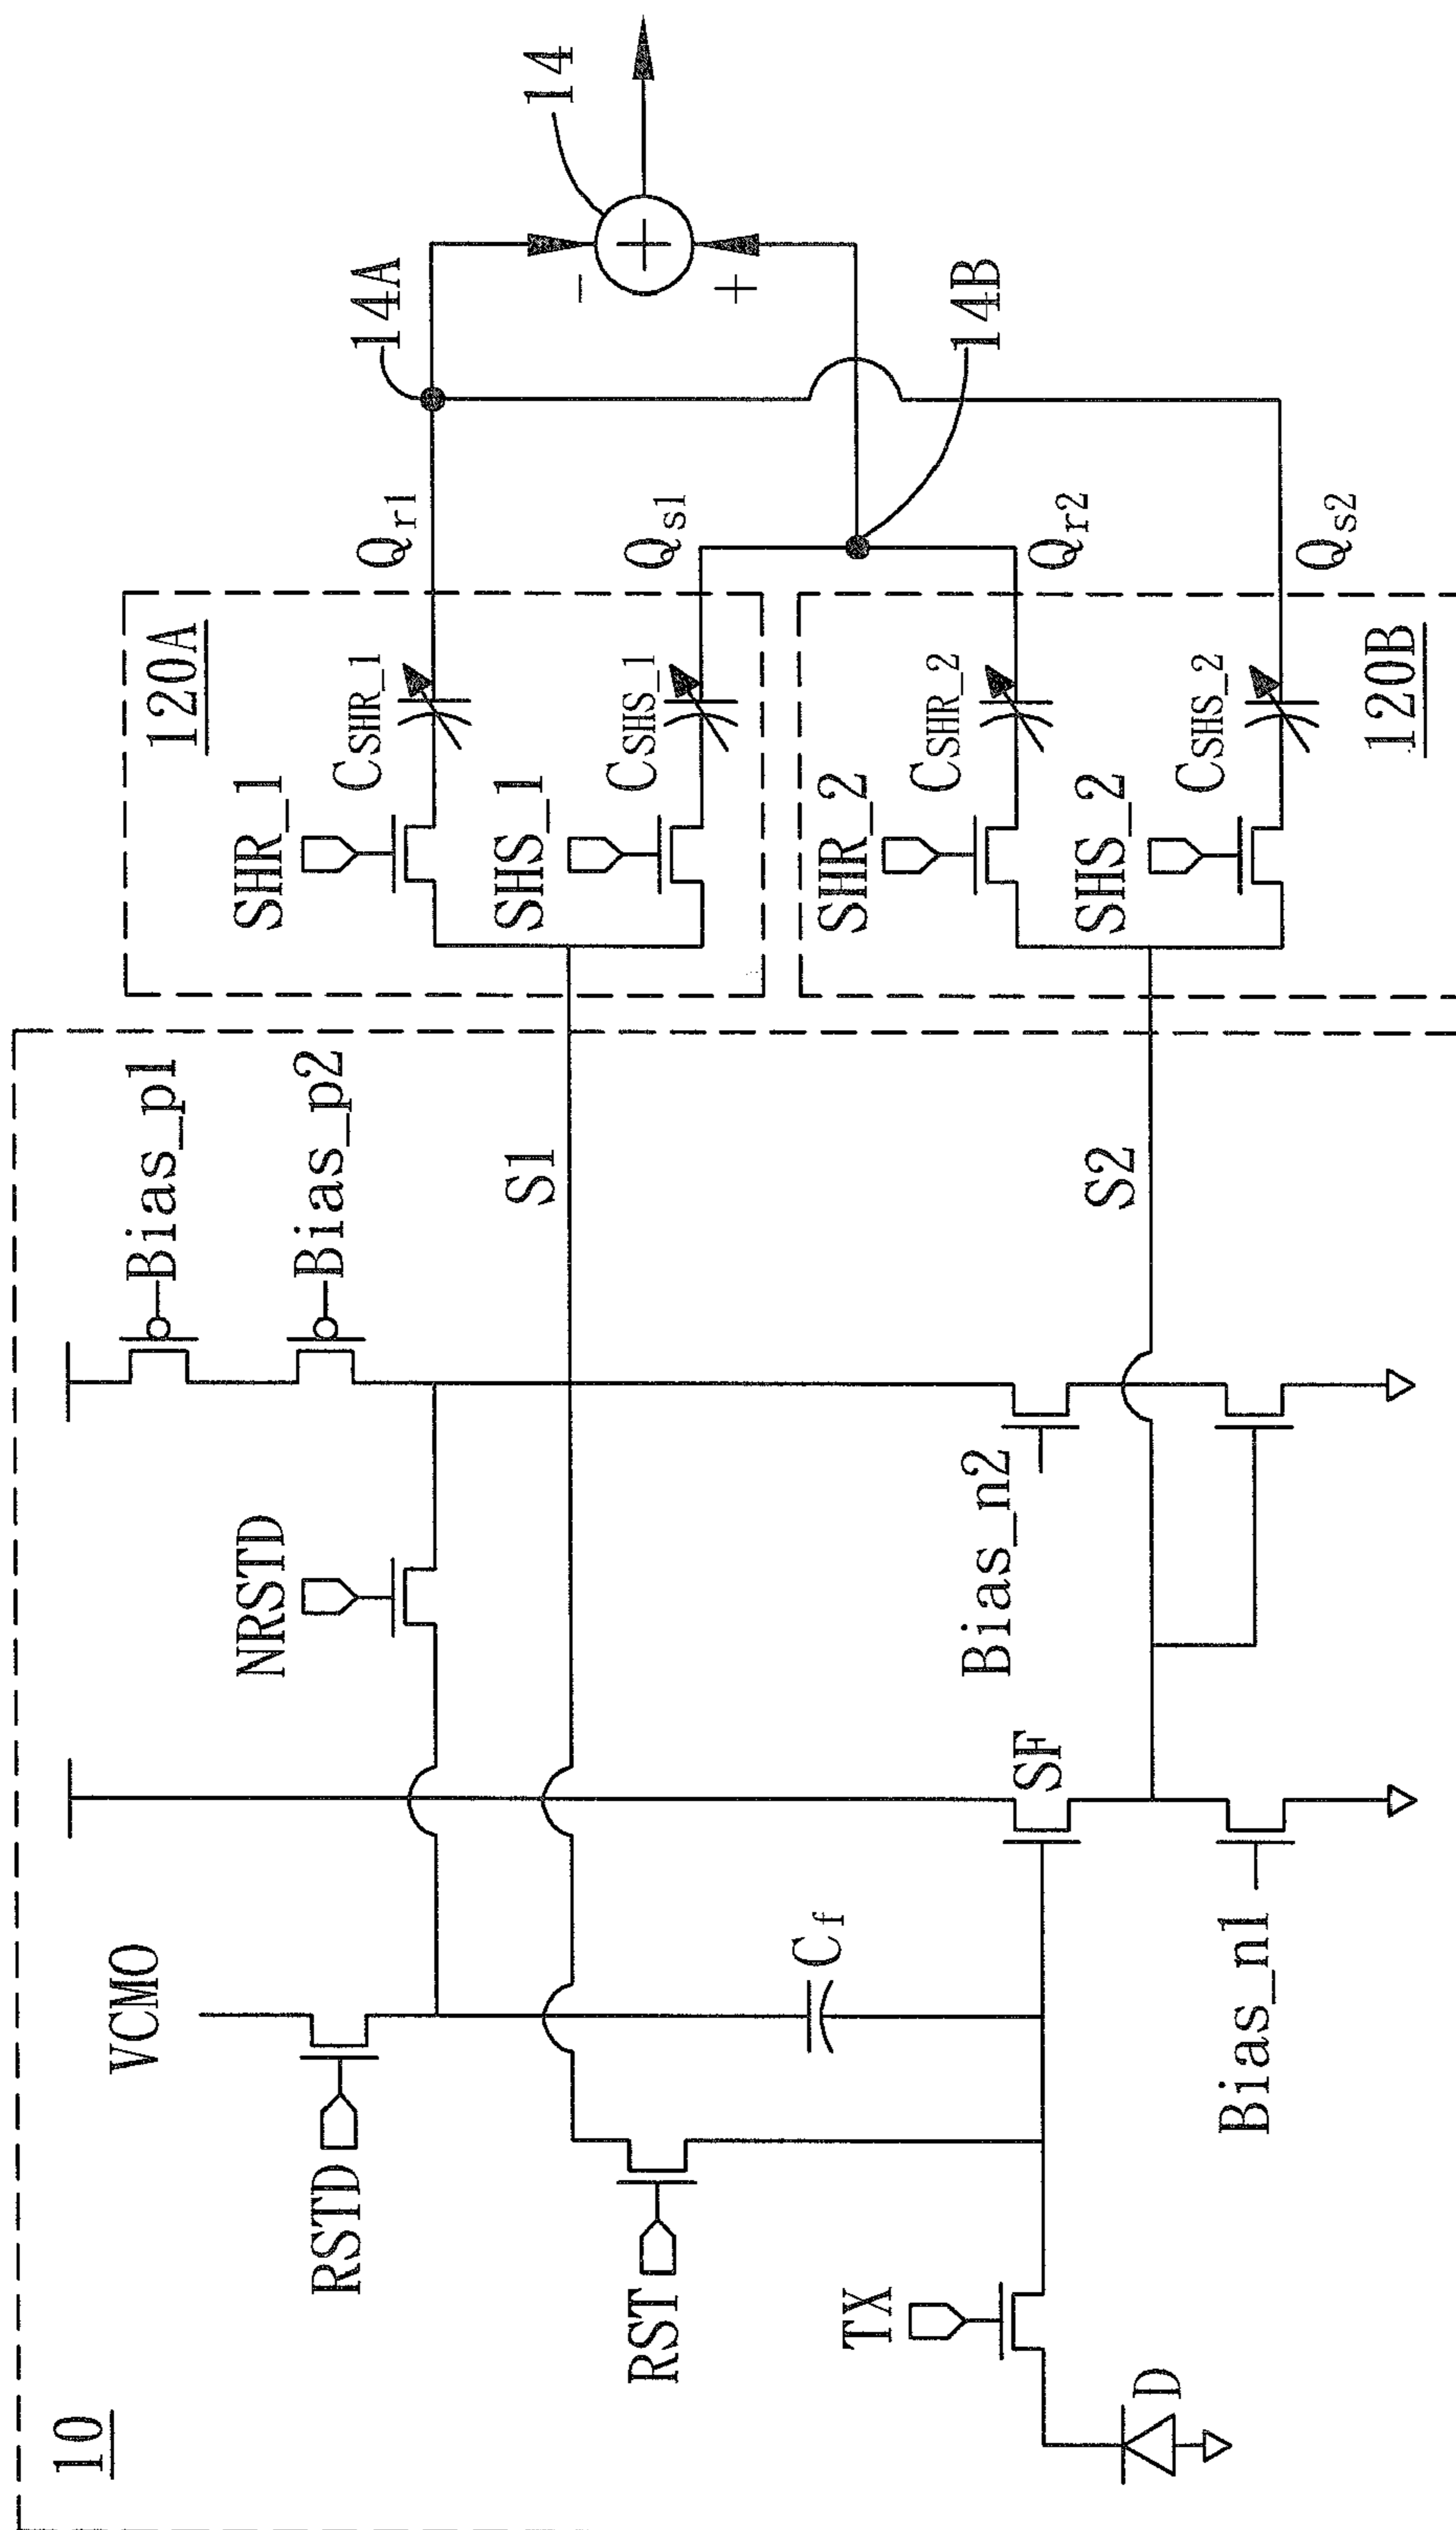 10
VCMO
RSTD
RST
TX
D
Cf
NRSTD
SF
Bias_n1
Bias_n2
Bias_p1
Bias_p2
S1
S2
120A
SHR_1
CSHR_1
SHS_1
CSHS_1
SHR_2
CSHR_2
SHS_2
CSHS_2
120B
Qr1
Qs1
Qr2
Qs2
14A
14B
14
-
+